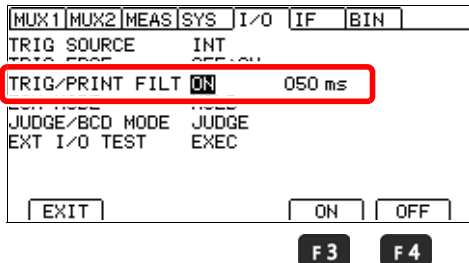 MUX1 MUX2 MEAS SYS I/O IF BIN
TRIG SOURCE INT
TRIG/PRINT FILT ON 050 ms
JUDGE/BCD MODE JUDGE
EXT I/O TEST EXEC
EXIT ON OFF
F3 F4